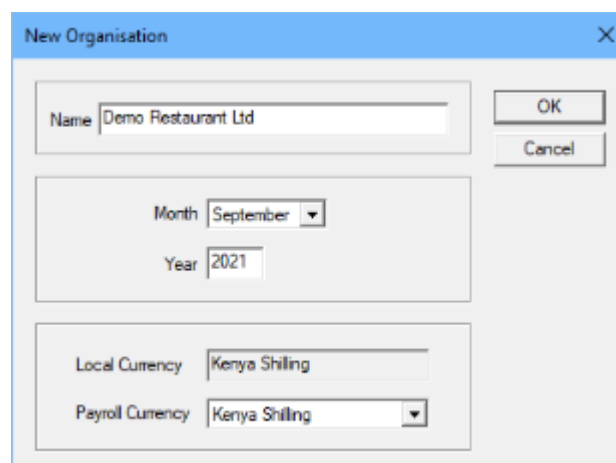 New Organisation
Name Demo Restaurant Ltd
OK
Cancel
Month September
Year 2021
Local Currency Kenya Shilling
Payroll Currency Kenya Shilling